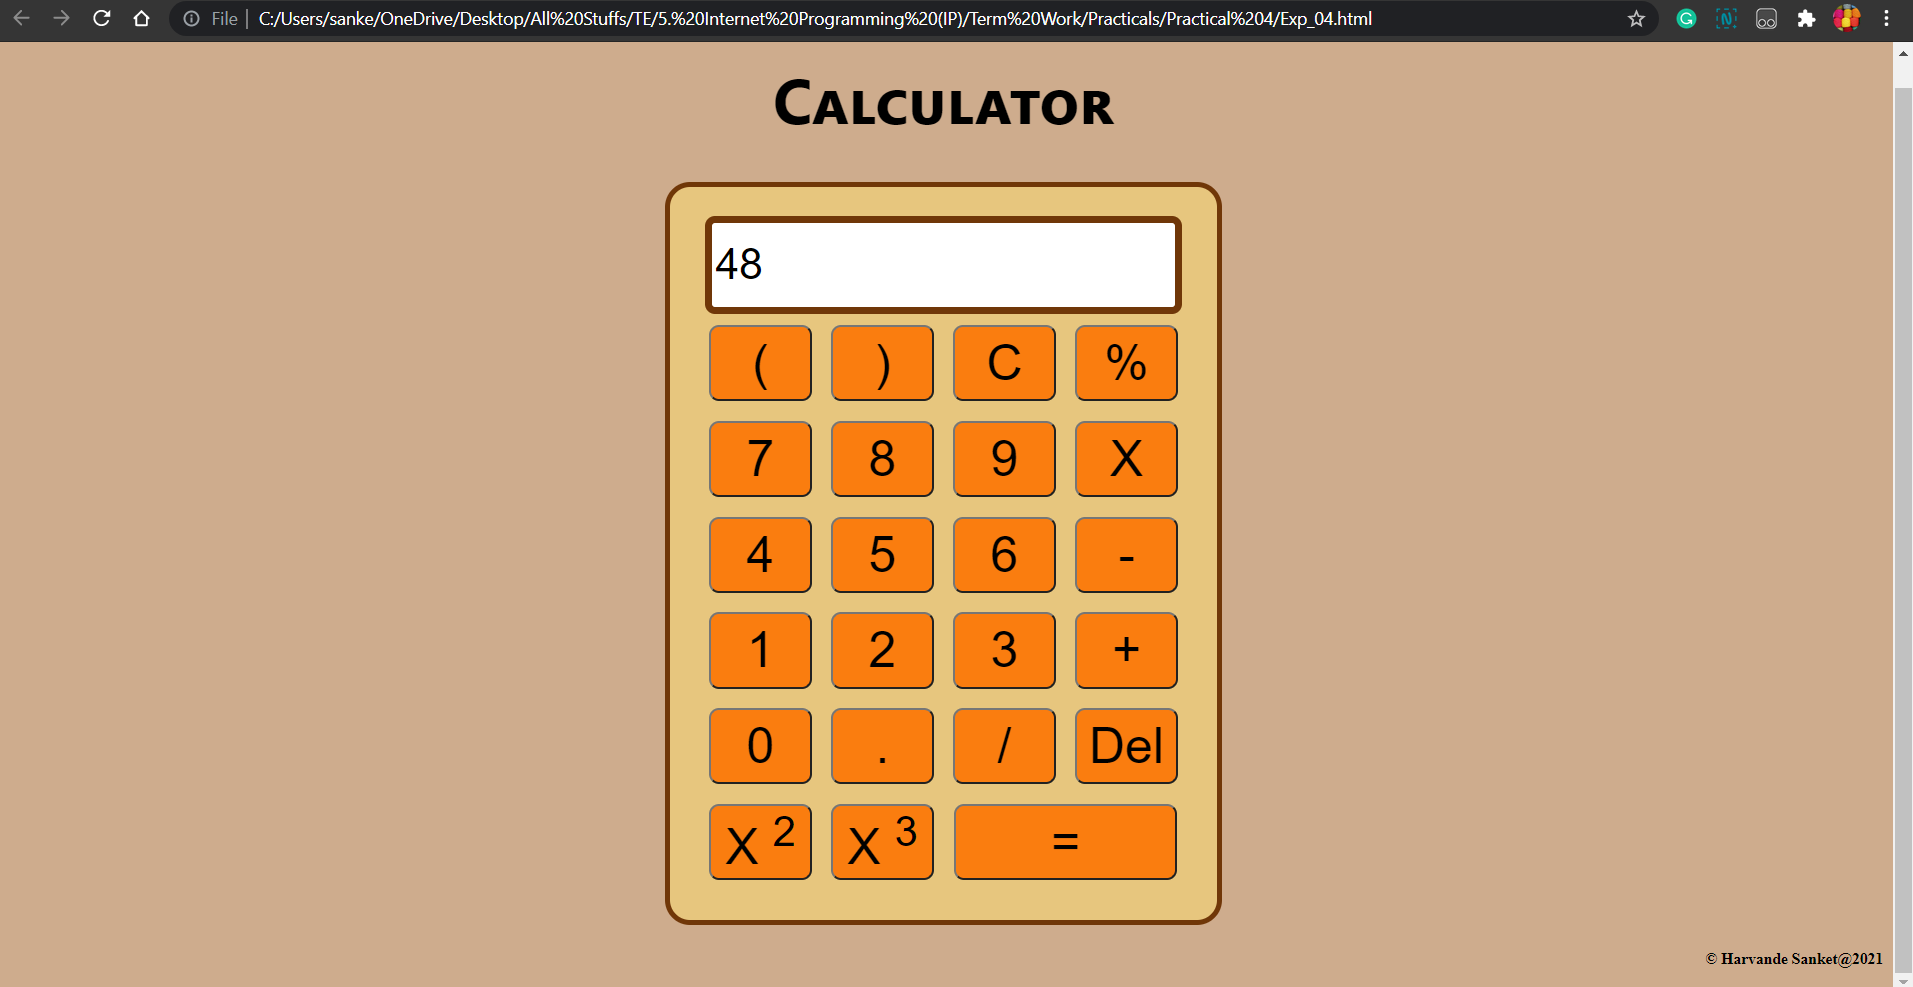 File | C:/Users/sanke/OneDrive/Desktop/All%20Stuffs/TE/5.%20Internet%20Programming%20(IP)/Term%20Work/Practicals/Practical%204/Exp_04.html
Calculator
48
( ) C %
7 8 9 X
4 5 6 -
1 2 3 +
0 . / Del
X 2 X 3 =
© Harvande Sanket@2021